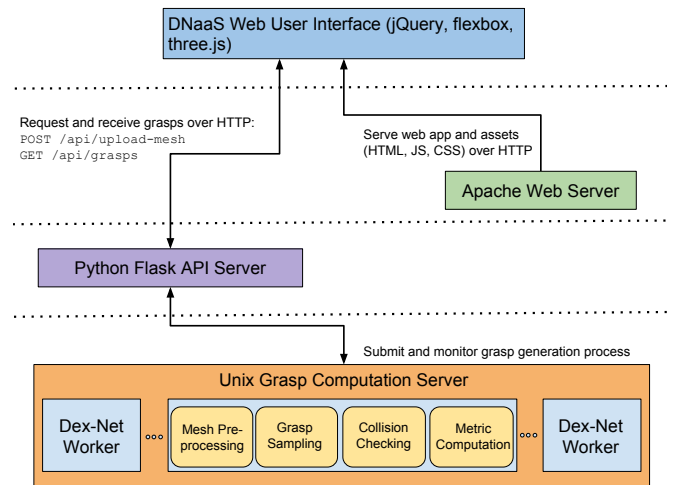 DNaaS Web User Interface (jQuery, flexbox,
three.js)
Request and receive grasps over HTTP:
POST /api/upload-mesh
GET /api/grasps
Serve web app and assets
(HTML, JS, CSS) over HTTP
Apache Web Server
Python Flask API Server
Submit and monitor grasp generation process
Unix Grasp Computation Server
Dex-Net
Worker
Mesh Pre-
processing
Grasp
Sampling
Collision
Checking
Metric
Computation
Dex-Net
Worker